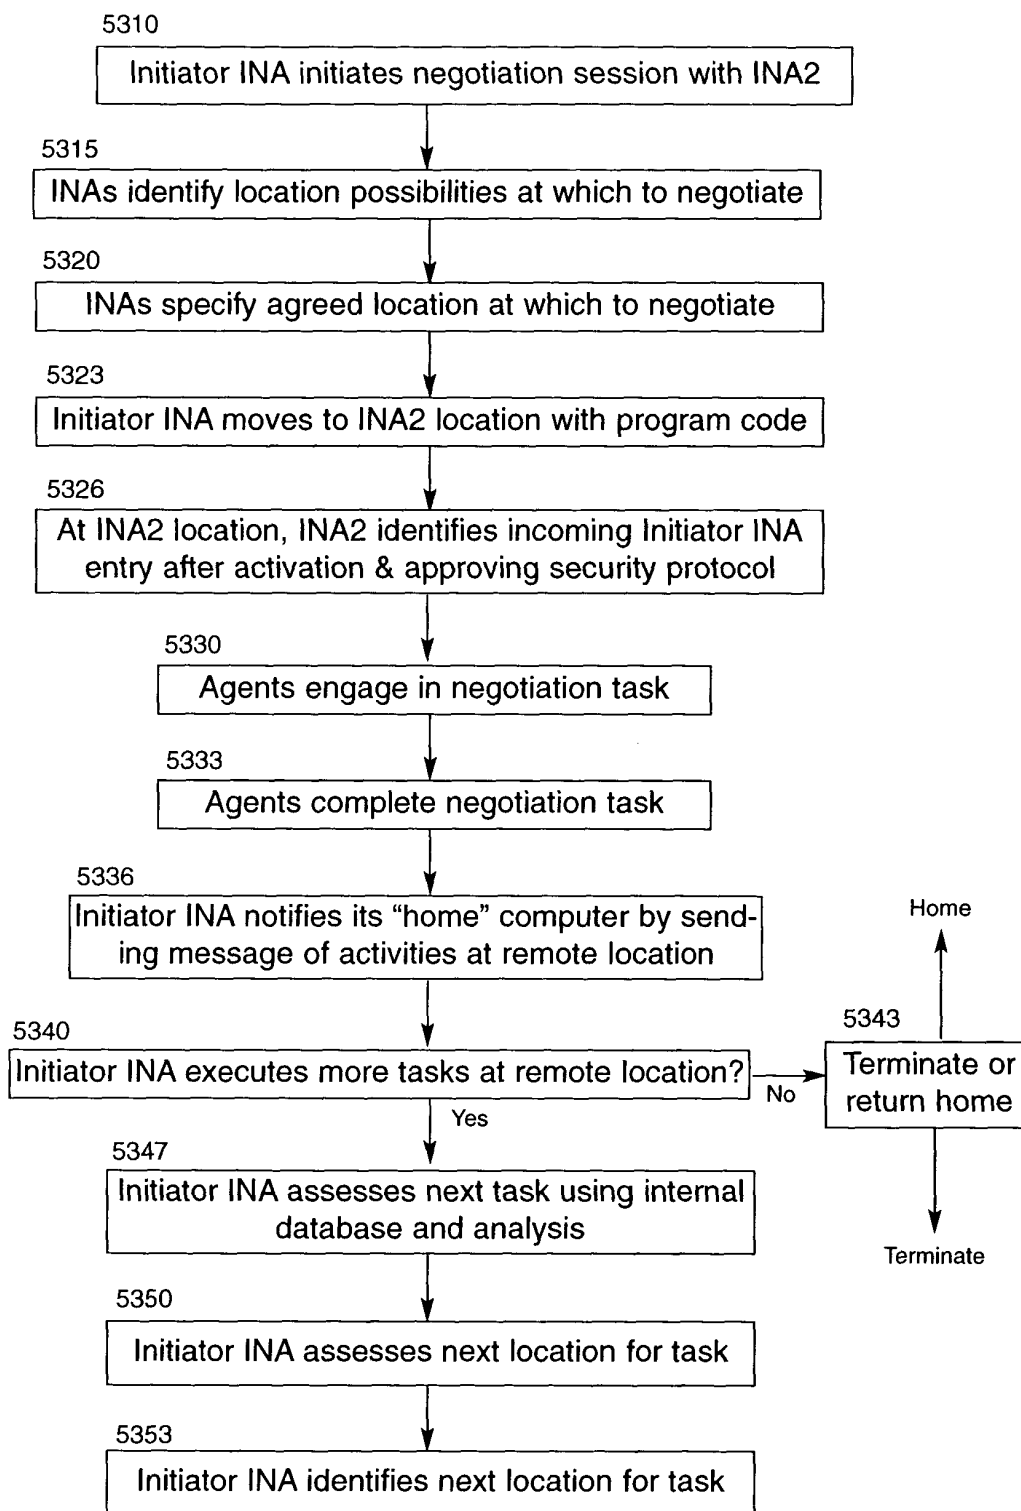 5310
Initiator INA initiates negotiation session with INA2
5315
INAs identify location possibilities at which to negotiate
5320
INAs specify agreed location at which to negotiate
5323
Initiator INA moves to INA2 location with program code
5326
At INA2 location, INA2 identifies incoming Initiator INA
entry after activation & approving security protocol
5330
Agents engage in negotiation task
5333
Agents complete negotiation task
5336
Initiator INA notifies its “home” computer by send-
ing message of activities at remote location
Home
5340
Initiator INA executes more tasks at remote location?
No
5343
Terminate or
return home
Yes
Terminate
5347
Initiator INA assesses next task using internal
database and analysis
5350
Initiator INA assesses next location for task
5353
Initiator INA identifies next location for task